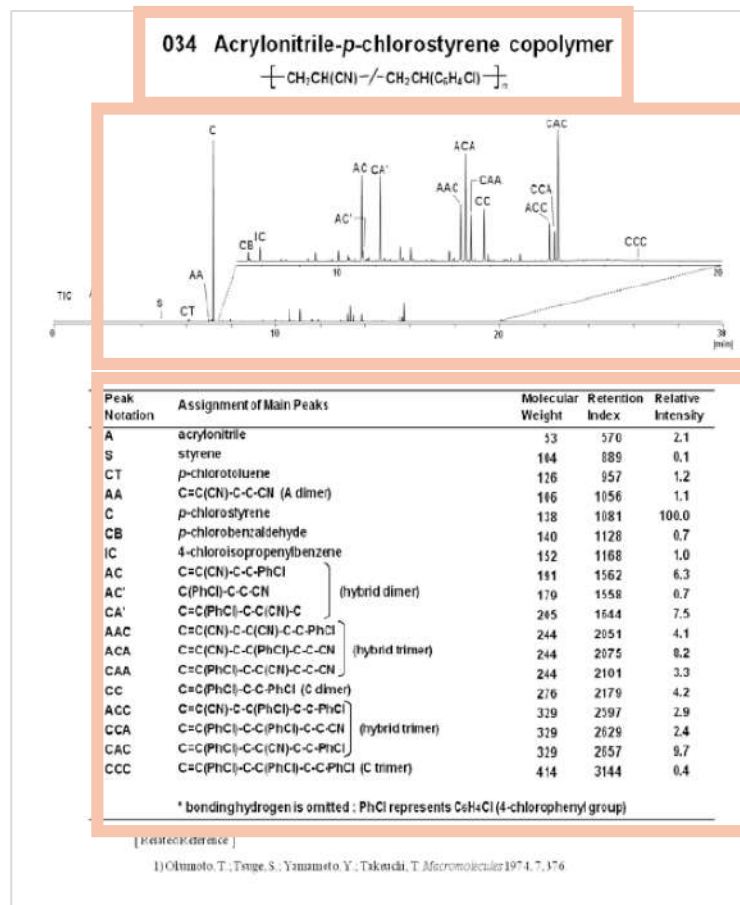 034 Acrylonitrile-p-chlorostyrene copolymer
[CH₂CH(CN)–/–CH₂CH(C₆H₄Cl)]n
C
CAC
ACA
AC CA'
CAA
AAC
CCA
CC
AC'
ACC
IC
CB
CCC
AA
10 20
TIC
S
CT
0 10 20 30
[min]
Peak Notation Assignment of Main Peaks Molecular Weight Retention Index Relative Intensity
A acrylonitrile 53 570 2.1
S styrene 104 889 0.1
CT p-chlorotoluene 126 957 1.2
AA C=C(CN)-C-C-CN (A dimer) 106 1056 1.1
C p-chlorostyrene 138 1081 100.0
CB p-chlorobenzaldehyde 140 1128 0.7
IC 4-chloroisopenylbenzene 152 1168 1.0
AC C=C(CN)-C-C-PhCl 191 1562 6.3
AC' C(PhCl)-C-C-CN (hybrid dimer) 179 1558 0.7
CA' C=C(PhCl)-C-C(CN)-C 205 1644 7.5
AAC C=C(CN)-C-C(CN)-C-C-PhCl 244 2051 4.1
ACA C=C(CN)-C-C(PhCl)-C-C-CN (hybrid trimer) 244 2075 8.2
CAA C=C(PhCl)-C-C(CN)-C-C-CN 244 2101 3.3
CC C=C(PhCl)-C-C-PhCl (C dimer) 276 2179 4.2
ACC C=C(CN)-C-C(PhCl)-C-C-PhCl 329 2597 2.9
CCA C=C(PhCl)-C-C(PhCl)-C-C-CN (hybrid trimer) 329 2629 2.4
CAC C=C(PhCl)-C-C(CN)-C-C-PhCl 329 2657 9.7
CCC C=C(PhCl)-C-C(PhCl)-C-C-PhCl (C trimer) 414 3144 0.4
* bonding hydrogen is omitted : PhCl represents C₆H₄Cl (4-chlorophenyl group)
[Related Reference]
1) Okumoto, T.; Tsuge, S.; Yamamoto, Y.; Takeuchi, T. Macromolecules 1974, 7, 376